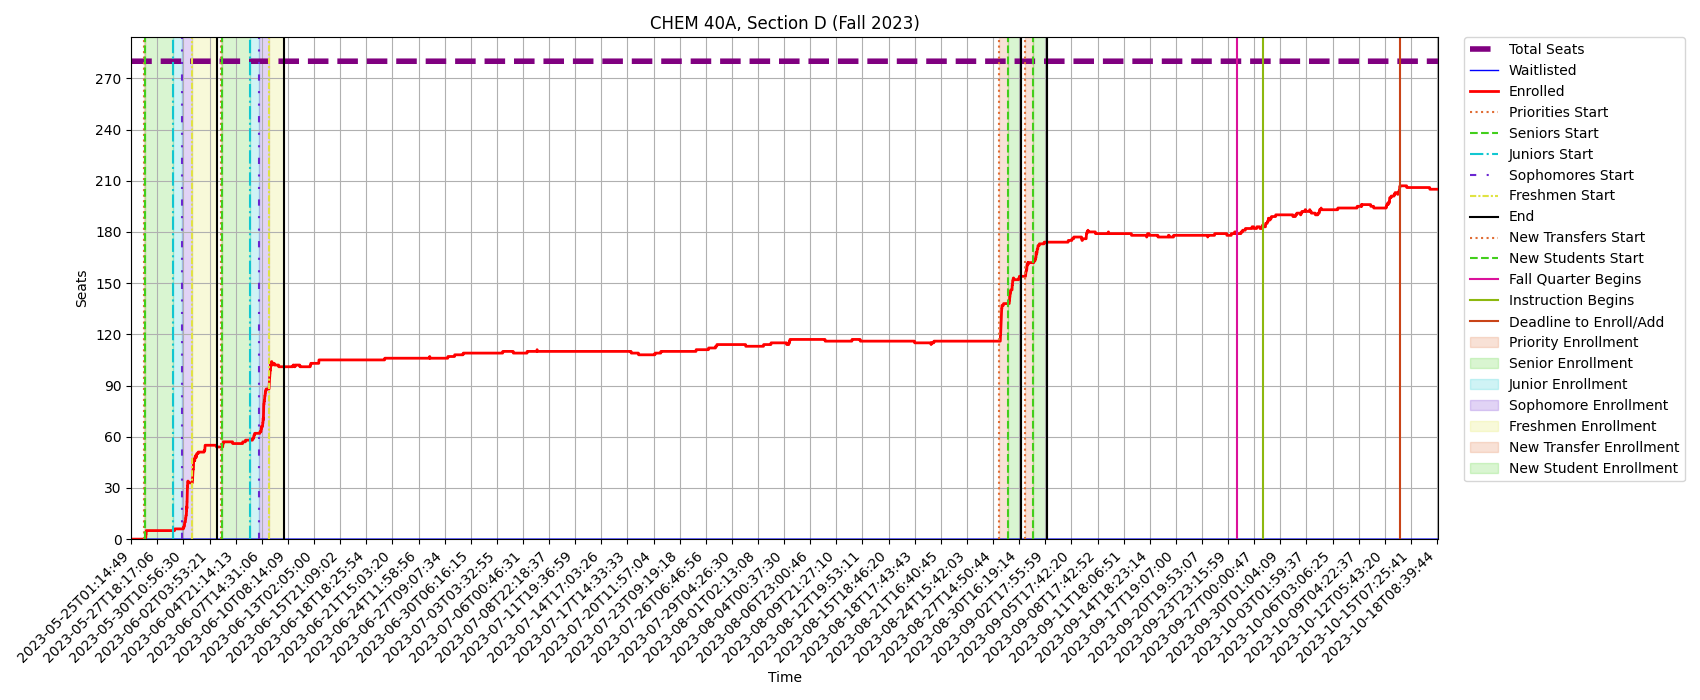 CHEM 40A, Section D (Fall 2023)
Seats
270
240
210
180
150
120
90
60
30
0
2023-05-25T01:14:49
2023-05-27T18:17:06
2023-05-30T10:56:30
2023-06-02T03:53:21
2023-06-04T21:14:13
2023-06-07T14:31:06
2023-06-10T08:14:09
2023-06-13T02:05:00
2023-06-15T21:09:02
2023-06-18T18:25:54
2023-06-21T15:03:20
2023-06-24T11:58:56
2023-06-27T09:07:34
2023-06-30T06:16:15
2023-07-03T03:32:55
2023-07-06T00:46:31
2023-07-08T22:18:37
2023-07-11T19:36:59
2023-07-14T17:03:26
2023-07-17T14:33:33
2023-07-20T11:57:04
2023-07-23T09:19:18
2023-07-26T06:46:56
2023-07-29T04:26:30
2023-08-01T02:13:08
2023-08-04T00:37:30
2023-08-06T23:00:46
2023-08-09T21:27:10
2023-08-12T19:53:11
2023-08-15T18:46:20
2023-08-18T17:43:43
2023-08-21T16:40:45
2023-08-24T15:42:03
2023-08-27T14:50:44
2023-08-30T16:19:14
2023-09-02T17:55:59
2023-09-05T17:42:20
2023-09-08T17:42:52
2023-09-11T18:06:51
2023-09-14T18:23:14
2023-09-17T19:07:00
2023-09-20T19:53:07
2023-09-23T23:15:59
2023-09-27T00:00:47
2023-09-30T01:04:09
2023-10-03T01:59:37
2023-10-06T03:06:25
2023-10-09T04:22:37
2023-10-12T05:43:20
2023-10-15T07:25:41
2023-10-18T08:39:44
Time
Total Seats
Waitlisted
Enrolled
Priorities Start
Seniors Start
Juniors Start
Sophomores Start
Freshmen Start
End
New Transfers Start
New Students Start
Fall Quarter Begins
Instruction Begins
Deadline to Enroll/Add
Priority Enrollment
Senior Enrollment
Junior Enrollment
Sophomore Enrollment
Freshmen Enrollment
New Transfer Enrollment
New Student Enrollment